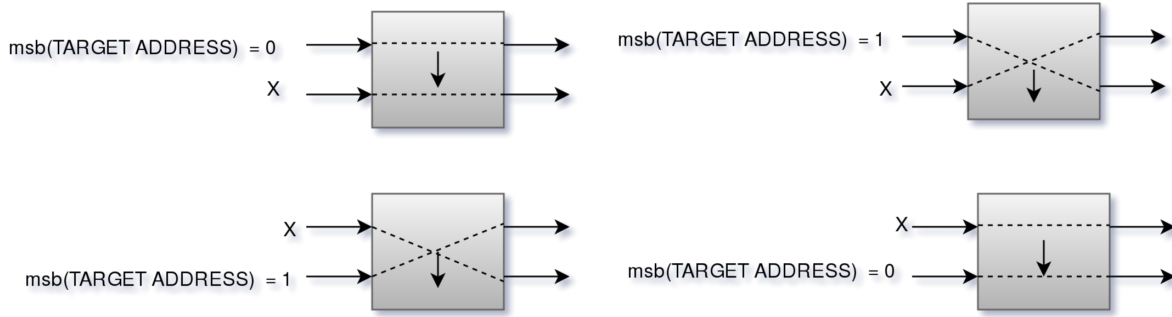 msb(TARGET ADDRESS) = 0
X
msb(TARGET ADDRESS) = 1
X
X
msb(TARGET ADDRESS) = 1
X
msb(TARGET ADDRESS) = 0